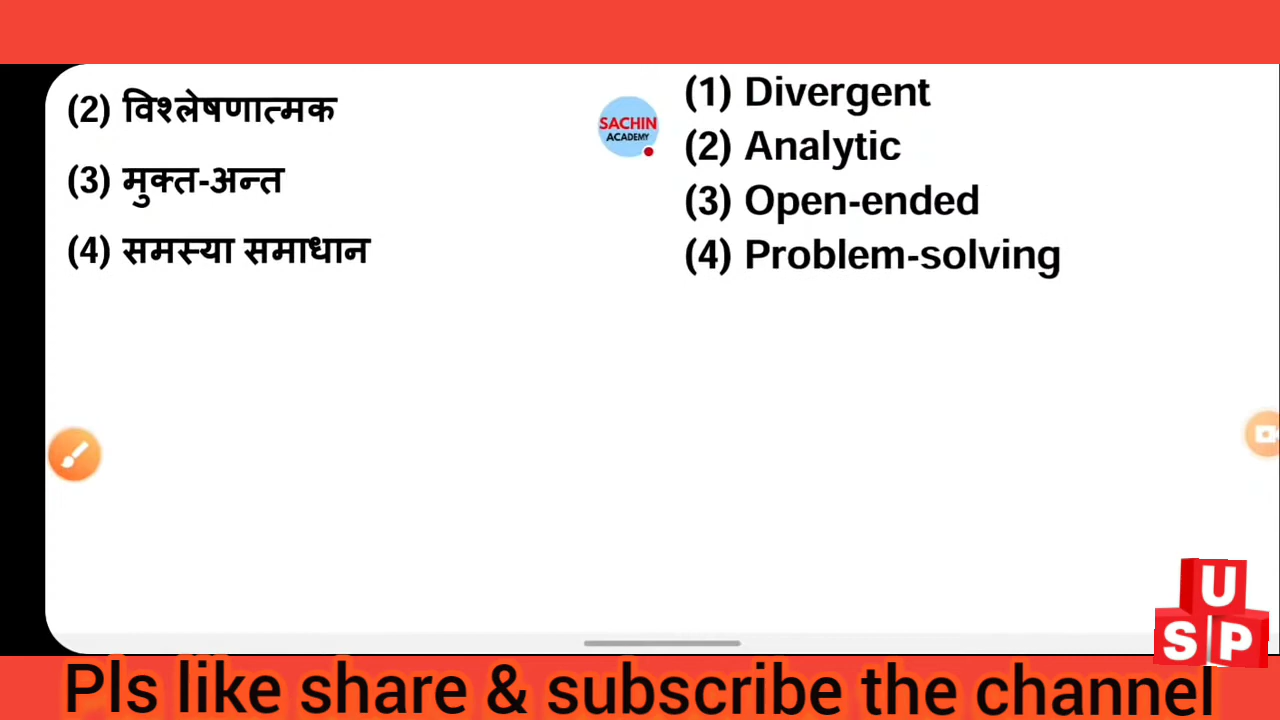 (2) विश्लेषणात्मक
(3) मुक्त-अन्त
(4) समस्या समाधान
SACHIN
ACADEMY
(1) Divergent
(2) Analytic
(3) Open-ended
(4) Problem-solving
U
S P
Pls like share & subscribe the channel